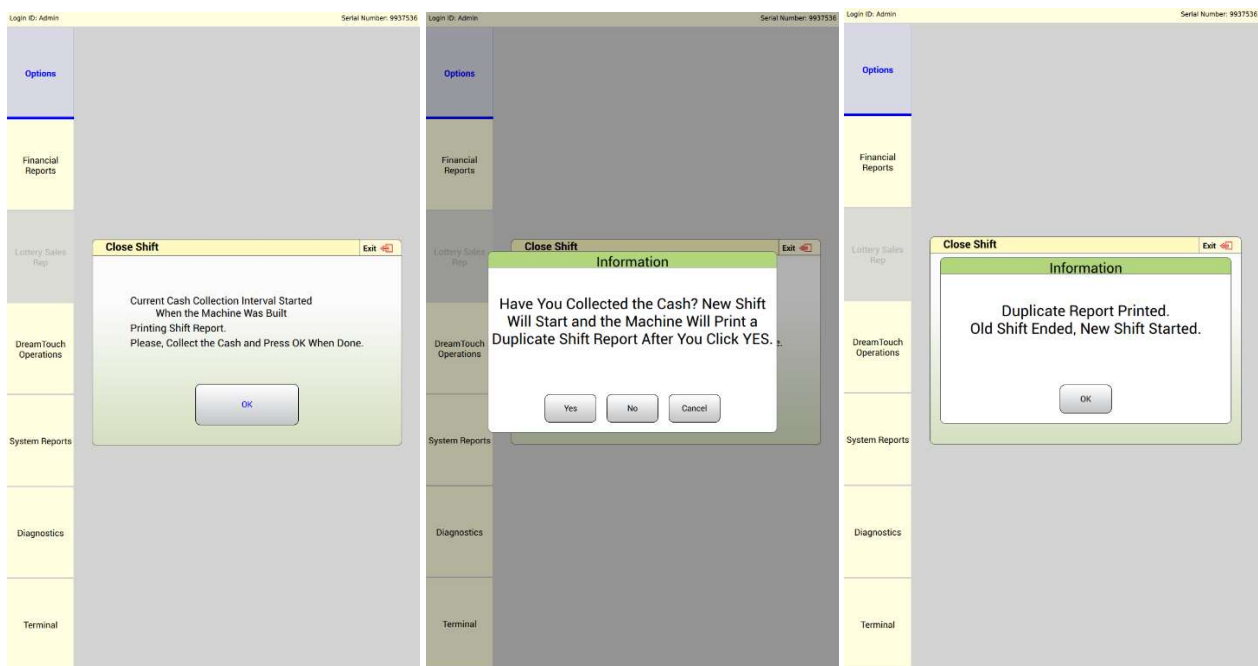 Login ID: Admin
Serial Number: 9937536
Options
Financial
Reports
Lottery Sales
Rep
DreamTouch
Operations
System Reports
Diagnostics
Terminal
Close Shift
Exit
Current Cash Collection Interval Started
When the Machine Was Built
Printing Shift Report.
Please, Collect the Cash and Press OK When Done.
OK
Login ID: Admin
Serial Number: 9937536
Options
Financial
Reports
Lottery Sales
Rep
DreamTouch
Operations
System Reports
Diagnostics
Terminal
Close Shift
Exit
Information
Have You Collected the Cash? New Shift
Will Start and the Machine Will Print a
Duplicate Shift Report After You Click YES.
Yes
No
Cancel
Login ID: Admin
Serial Number: 9937536
Options
Financial
Reports
Lottery Sales
Rep
DreamTouch
Operations
System Reports
Diagnostics
Terminal
Close Shift
Exit
Information
Duplicate Report Printed.
Old Shift Ended, New Shift Started.
OK